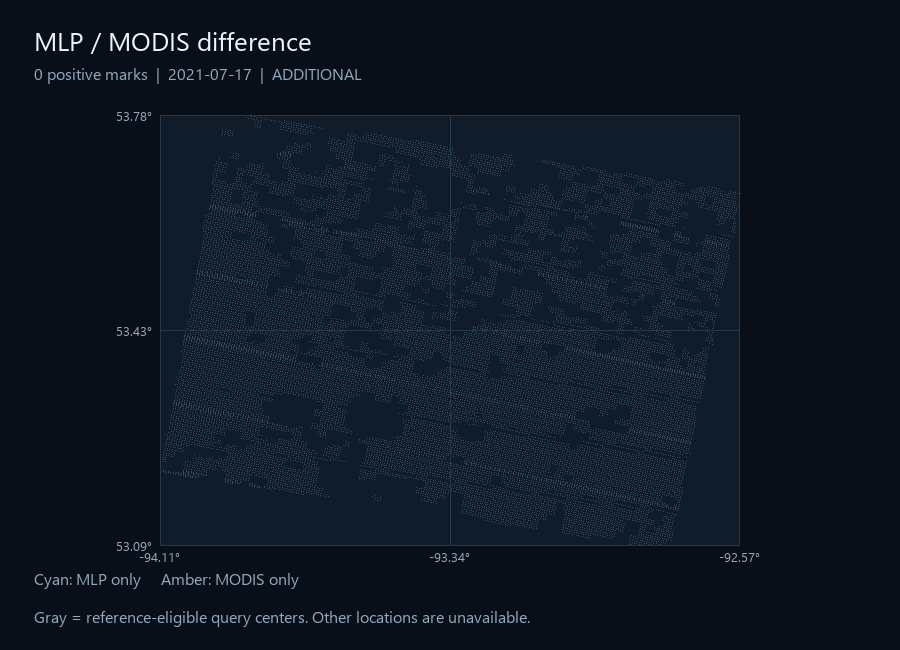 MLP / MODIS difference
0 positive marks | 2021-07-17 | ADDITIONAL
53.78°
53.43°
53.09°
-94.11° -93.34° -92.57°
Cyan: MLP only Amber: MODIS only
Gray = reference-eligible query centers. Other locations are unavailable.